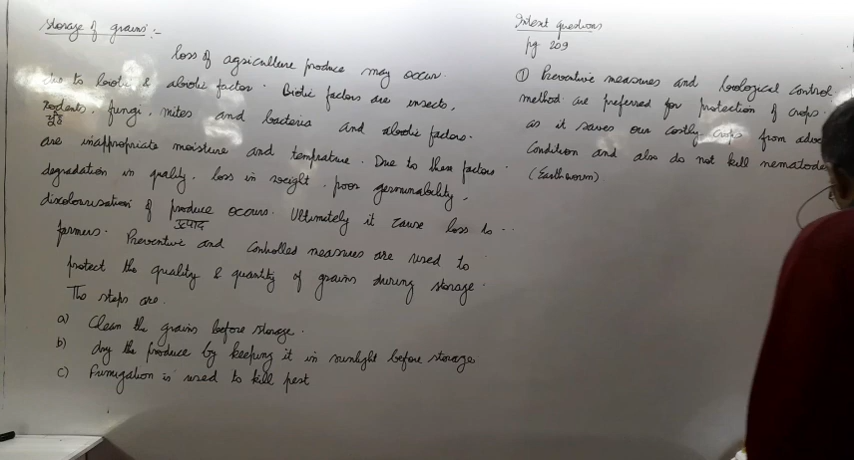 Storage of grains :-
loss of agriculture produce may occur.
due to biotic & abiotic factor. Biotic factors are insects,
Rodents, fungi, mites and bacteria and abiotic factors.
चूहे
are inappropriate moisture and temprature. Due to these factors
degradation in quality, loss in weight, poor germinability,
discolourisation of produce occurs. Ultimately it cause loss to
उत्पाद
farmers. Preventive and Controlled measures are used to
protect the quality & quantity of grains during storage.
The steps are.
a) Clean the grains before storage.
b) dry the produce by keeping it in sunlight before storage
c) Fumigation is used to kill pest
Intext questions
pg. 209
① Preventive measures and biological control
method are preferred for protection of crops.
as it saves our costly crops from
Condition and also do not kill nematodes
(Earthworm)